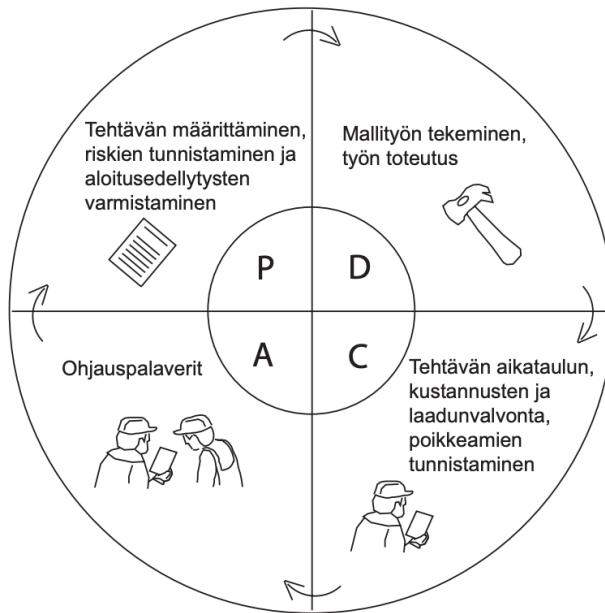 Tehtävän määrittäminen,
riskien tunnistaminen ja
aloitusedellytysten
varmistaminen
Mallityön tekeminen,
työn toteutus
P
D
A
C
Ohjauspalaverit
Tehtävän aikataulun,
kustannusten ja
laadunvalvonta,
poikkeamien
tunnistaminen